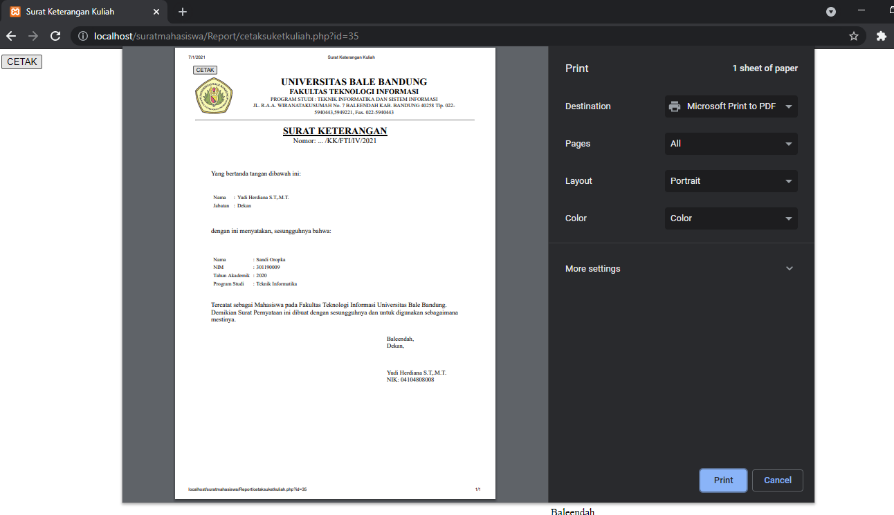 Surat Keterangan Kuliah
localhost/suratmahasiswa/Report/cetaksuketkuliah.php?id=35
CETAK
7/1/2021 Surat Keterangan Kuliah
CETAK
UNIVERSITAS BALE BANDUNG
FAKULTAS TEKNOLOGI INFORMASI
PROGRAM STUDI : TEKNIK INFORMATIKA DAN SISTEM INFORMASI
JL. R.A.A. WIRANATAKUSUMAH No. 7 BALEENDAH KAB. BANDUNG 40258 Tlp. 022-
5940443,5949221, Fax. 022-5940443
SURAT KETERANGAN
Nomor: ... /KK/FTI/IV/2021
Yang bertanda tangan dibawah ini:
Nama : Yudi Herdiana S.T, M.T.
Jabatan : Dekan
dengan ini menyatakan, sesungguhnya bahwa:
Nama : Sandi
NIM : 301190009
Tahun Akademik : 2020
Program Studi : Teknik Informatika
Tercatat sebagai Mahasiswa pada Fakultas Teknologi Informasi Universitas Bale Bandung.
Demikian Surat Pernyataan ini dibuat dengan sesungguhnya dan untuk digunakan sebagaimana
mestinya.
Baleendah,
Dekan,
Yudi Herdiana S.T.,M.T.
NIK: 04104808008
localhost/suratmahasiswa/Report/cetaksuketkuliah.php?id=35 1/1
Print 1 sheet of paper
Destination Microsoft Print to PDF
Pages All
Layout Portrait
Color Color
More settings
Print Cancel
Baleendah